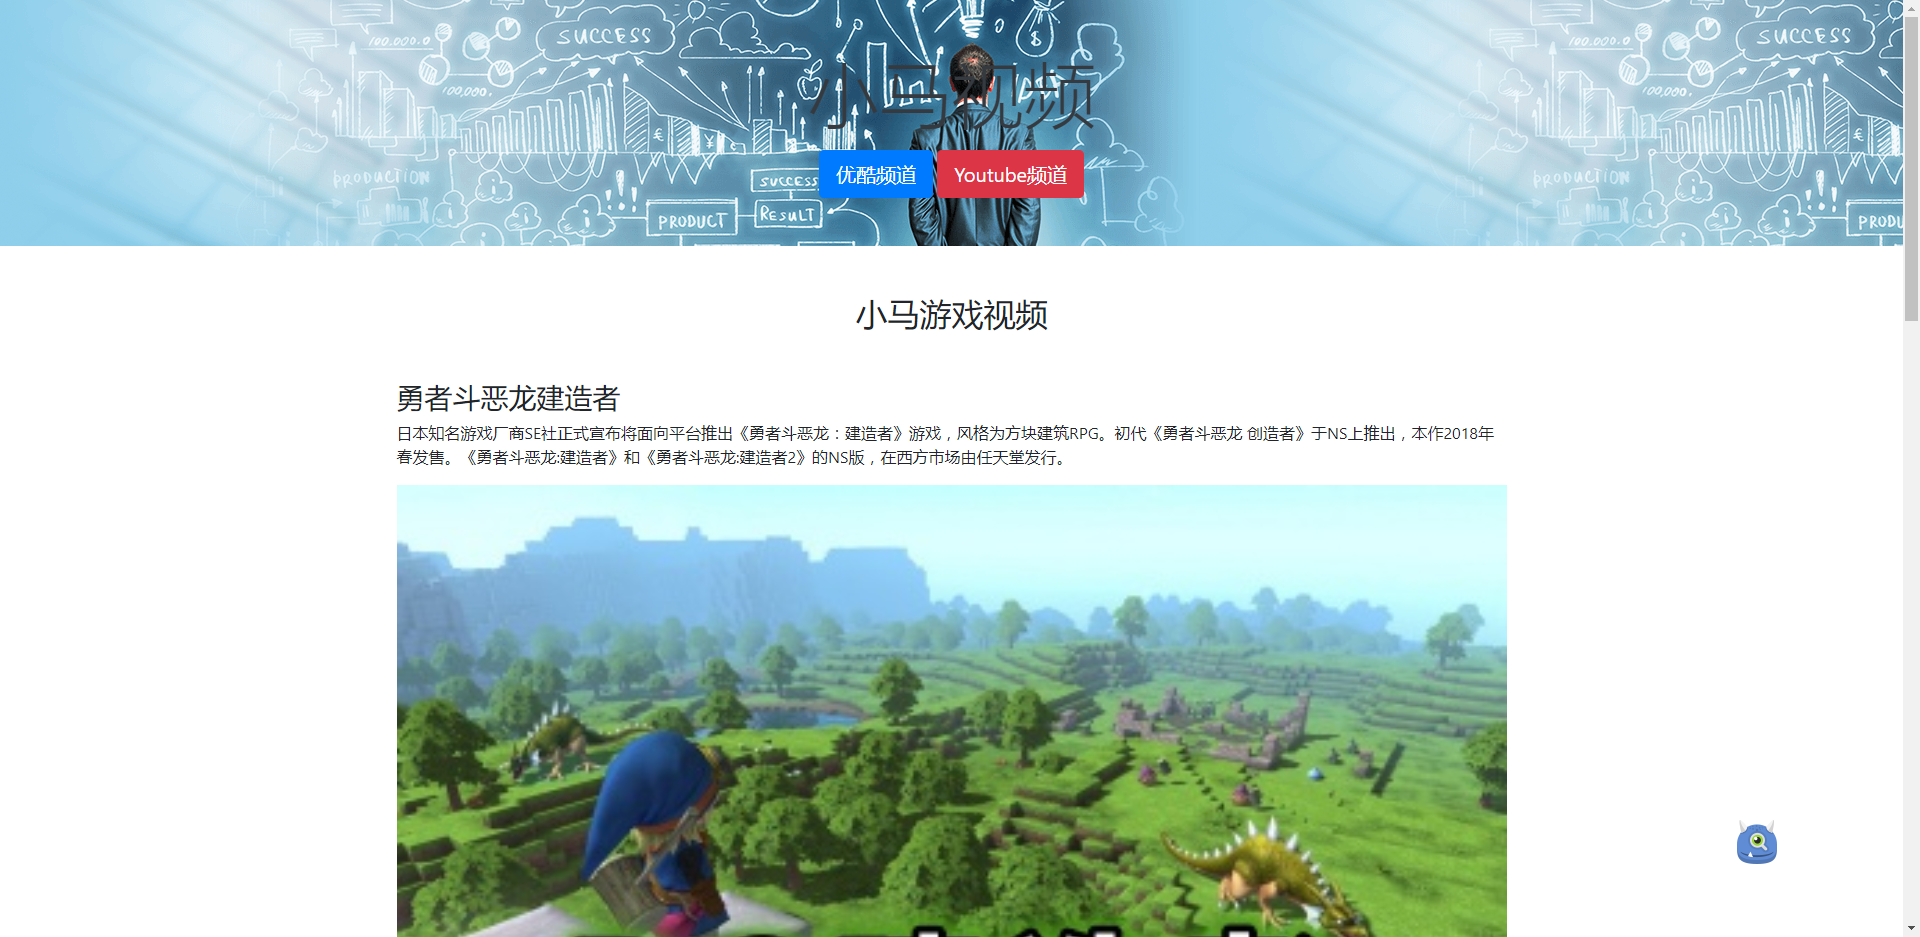 SUCCESS
SUCCESS
100.000.0
100.000.0
小马视频
100,000.
100,000.
优酷频道 Youtube频道
PRODUCTION
SUCCESS
PRODUCTION
PRODUCT
RESULT
PRODU
小马游戏视频
勇者斗恶龙建造者
日本知名游戏厂商SE社正式宣布将面向平台推出《勇者斗恶龙：建造者》游戏，风格为方块建筑RPG。初代《勇者斗恶龙 创造者》于NS上推出，本作2018年
春发售。《勇者斗恶龙:建造者》和《勇者斗恶龙:建造者2》的NS版，在西方市场由任天堂发行。